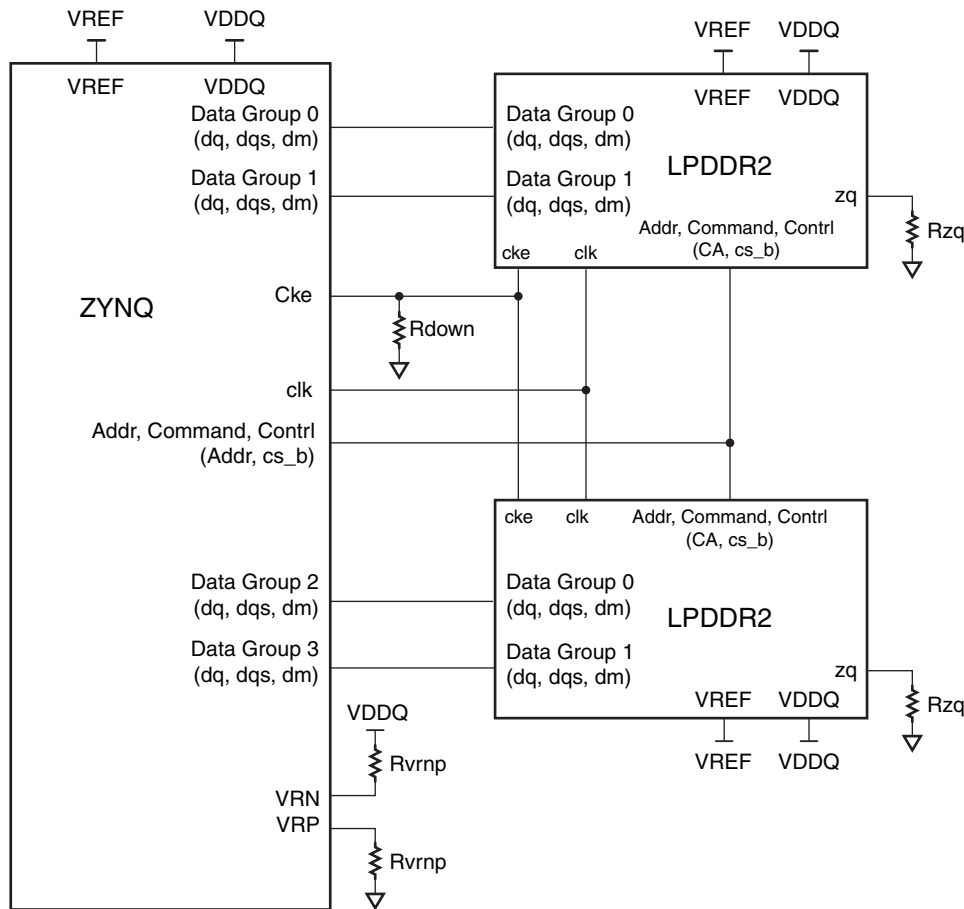 VREF
VDDQ
VREF
VDDQ
VREF
VDDQ
VREF
VDDQ
Data Group 0
(dq, dqs, dm)
Data Group 0
(dq, dqs, dm)
LPDDR2
Data Group 1
(dq, dqs, dm)
Data Group 1
(dq, dqs, dm)
zq
Rzq
Addr, Command, Contrl
(CA, cs_b)
cke
clk
ZYNQ
Cke
Rdown
clk
Addr, Command, Contrl
(Addr, cs_b)
cke
clk
Addr, Command, Contrl
(CA, cs_b)
Data Group 2
(dq, dqs, dm)
Data Group 0
(dq, dqs, dm)
LPDDR2
Data Group 3
(dq, dqs, dm)
Data Group 1
(dq, dqs, dm)
zq
Rzq
VREF
VDDQ
VREF
VDDQ
VDDQ
Rvrnp
VRN
VRP
Rvrnp